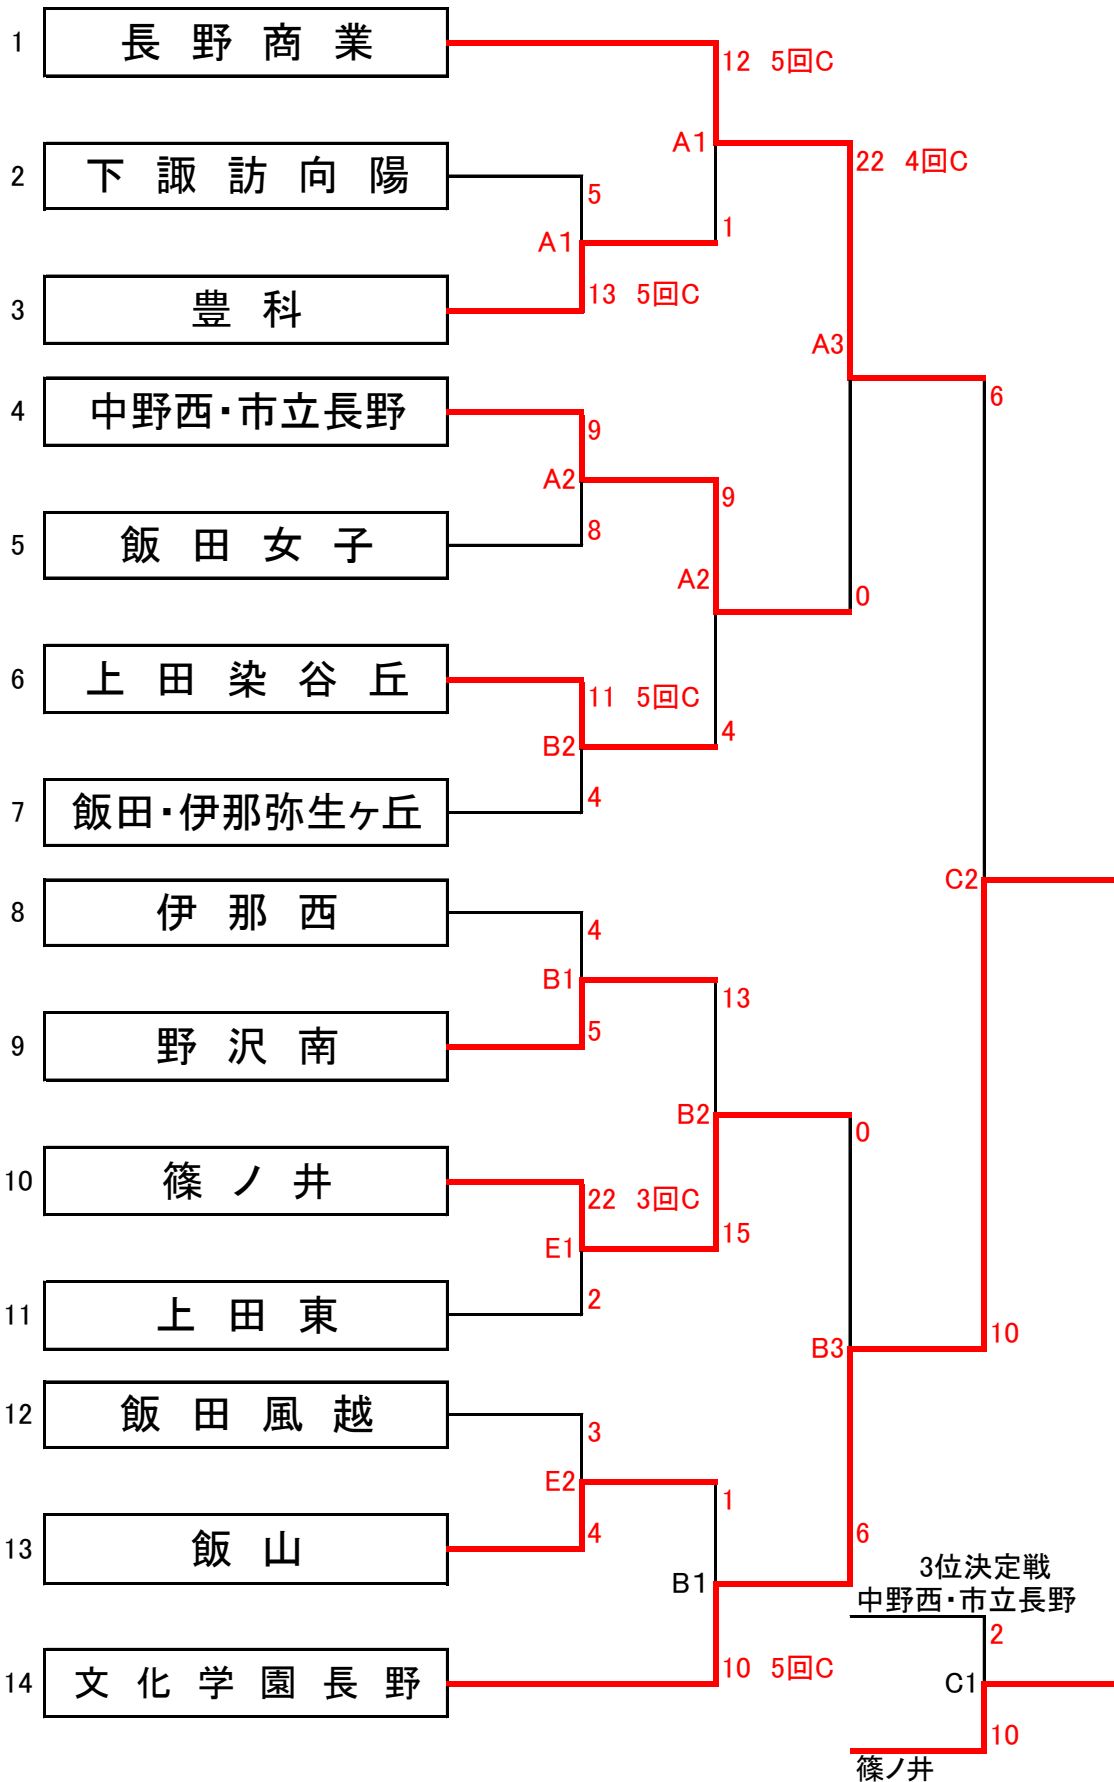 1 長野商業
12 5回C
A1
22 4回C
2 下諏訪向陽
5
A1
1
3 豊科
13 5回C
A3
4 中野西・市立長野
9
6
A2
9
5 飯田女子
8
A2
0
6 上田染谷丘
11 5回C
B2
4
7 飯田・伊那弥生ヶ丘
4
C2
8 伊那西
4
B1
13
9 野沢南
5
B2
0
10 篠ノ井
22 3回C
E1
15
11 上田東
2
B3
10
12 飯田風越
3
E2
1
13 飯山
4
6
B1
3位決定戦
中野西・市立長野
2
14 文化学園長野
10 5回C
C1
10
篠ノ井